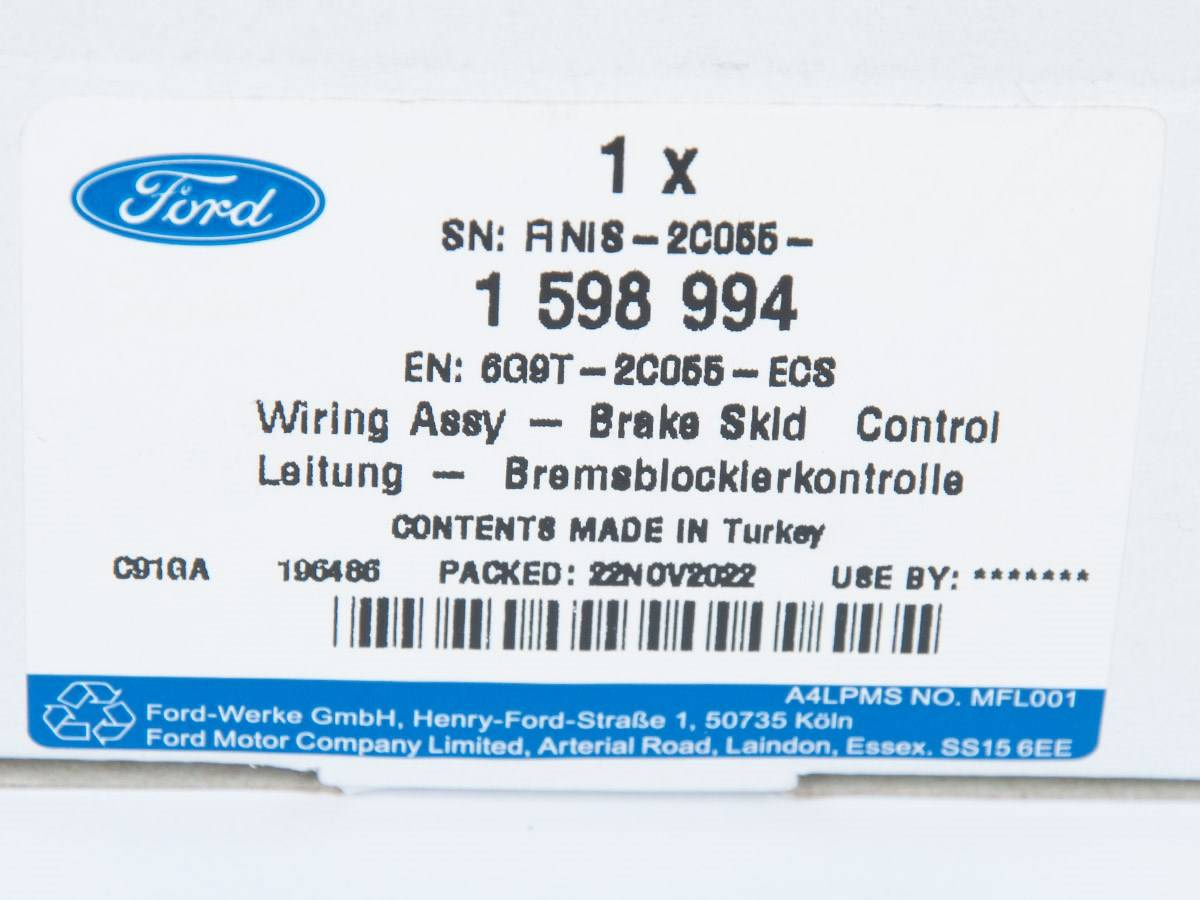 Ford
1 x
SN: FINIS-2C055-
1 598 994
EN: 6G9T-2C055-ECS
Wiring Assy - Brake Skid Control
Leitung - Bremsblockierkontrolle
CONTENTS MADE IN Turkey
C91GA 196486 PACKED: 22NOV2022 USE BY: *******
A4LPMS NO. MFL001
Ford-Werke GmbH, Henry-Ford-Straße 1, 50735 Köln
Ford Motor Company Limited, Arterial Road, Laindon, Essex. SS15 6EE